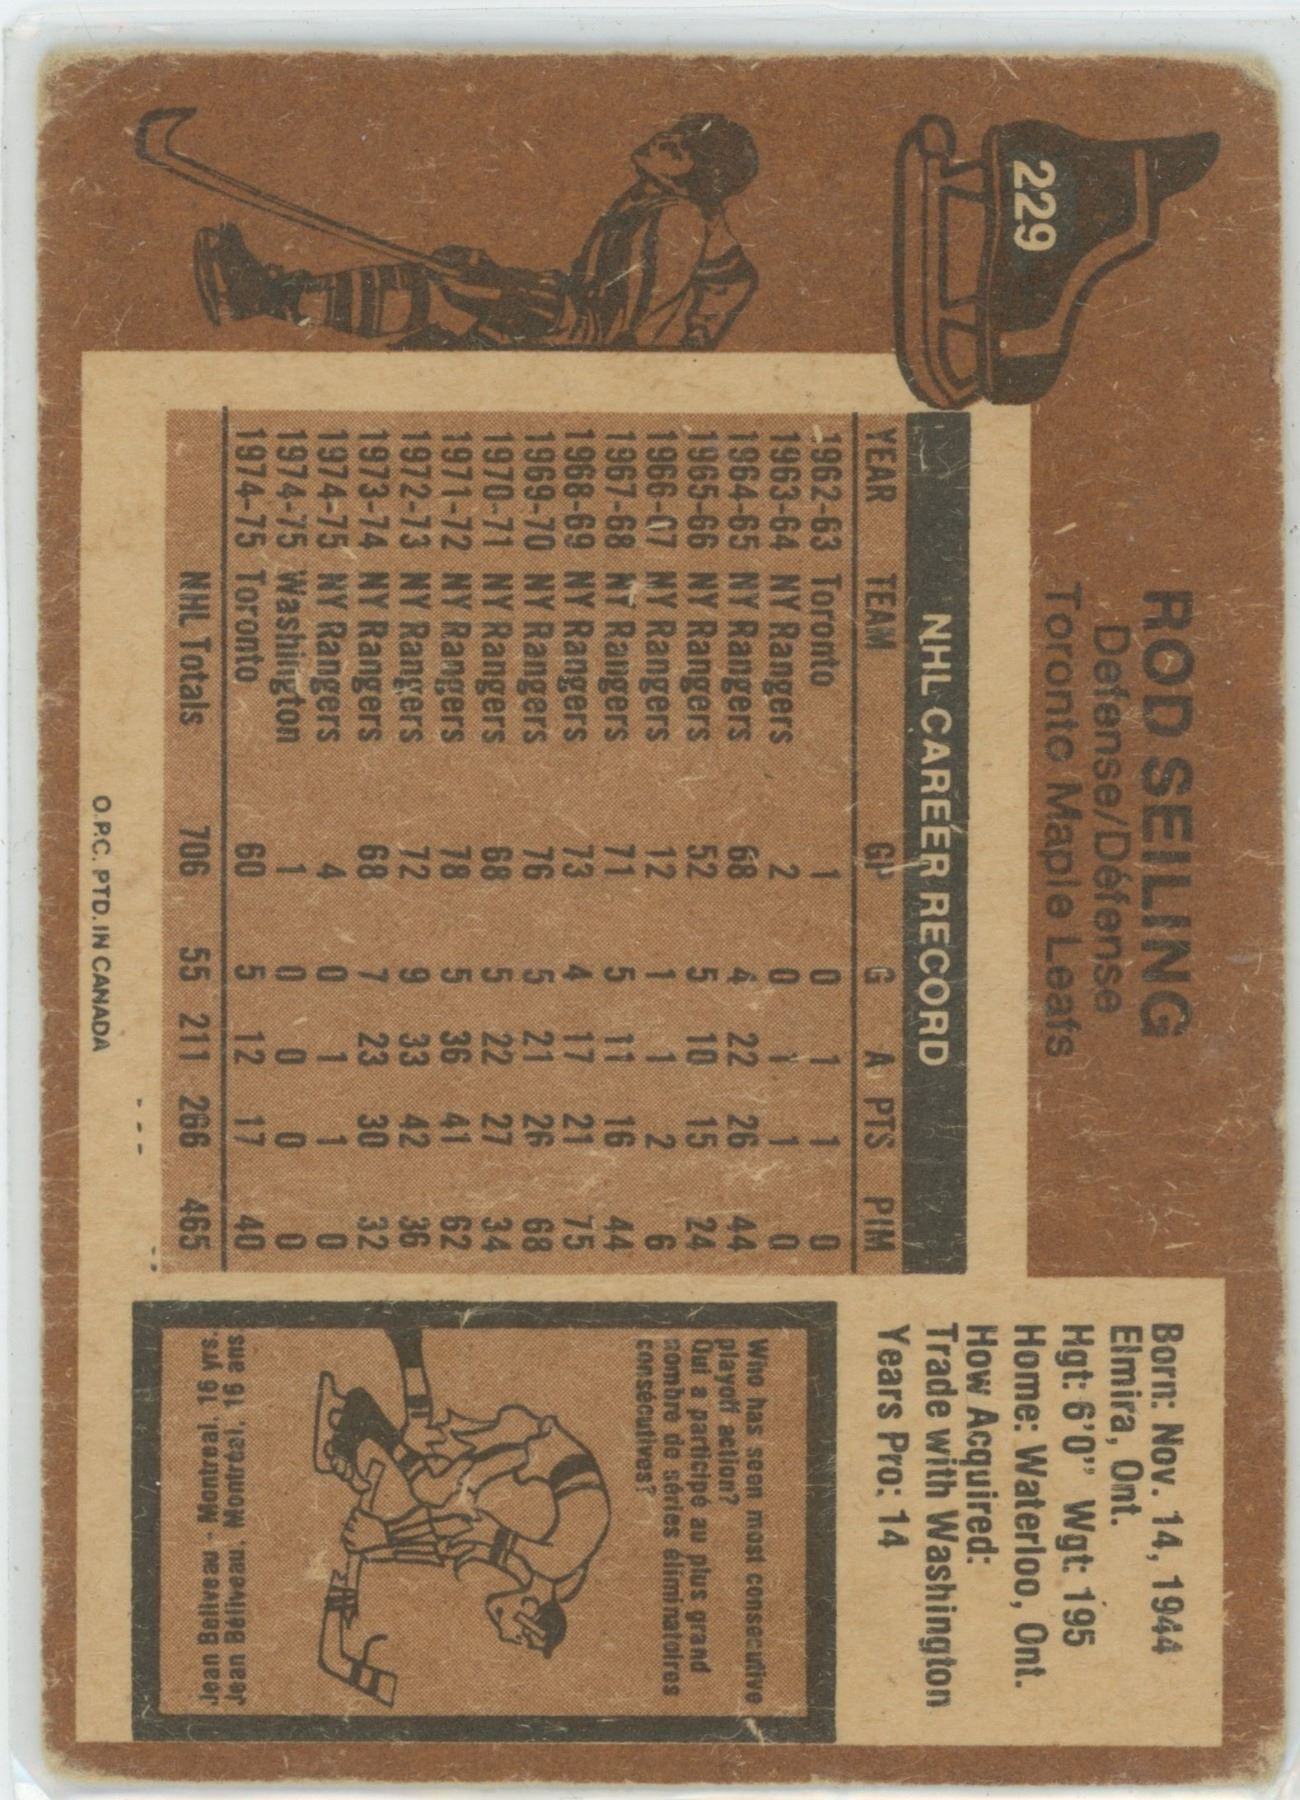 229
ROD SEILING
Defense/Défense
Toronto Maple Leafs
NHL CAREER RECORD
YEAR TEAM GP G A PTS PIM
1962-63 Toronto 1 0 1 1 0
1963-64 NY Rangers 2 0 1 1 0
1964-65 NY Rangers 68 4 22 26 44
1965-66 NY Rangers 52 5 10 15 24
1966-67 NY Rangers 12 1 1 2 6
1967-68 NY Rangers 71 5 11 16 44
1968-69 NY Rangers 73 4 17 21 75
1969-70 NY Rangers 76 5 21 26 68
1970-71 NY Rangers 68 5 22 27 34
1971-72 NY Rangers 78 5 36 41 62
1972-73 NY Rangers 72 9 33 42 36
1973-74 NY Rangers 68 7 23 30 32
1974-75 NY Rangers 4 0 1 1 0
1974-75 Washington 1 0 0 0 0
1974-75 Toronto 60 5 12 17 40
NHL Totals 706 55 211 266 465
O.P.C. PTD. IN CANADA
Born: Nov. 14, 1944
Elmira, Ont.
Hgt: 6'0" Wgt: 195
Home: Waterloo, Ont.
How Acquired:
Trade with Washington
Years Pro: 14
Who has seen most consecutive
playoff action?
Qui a participé au plus grand
nombre de séries éliminatoires
consécutives?
Jean Beliveau - Montreal, 16 yrs.
Jean Béliveau, Montréal, 16 ans